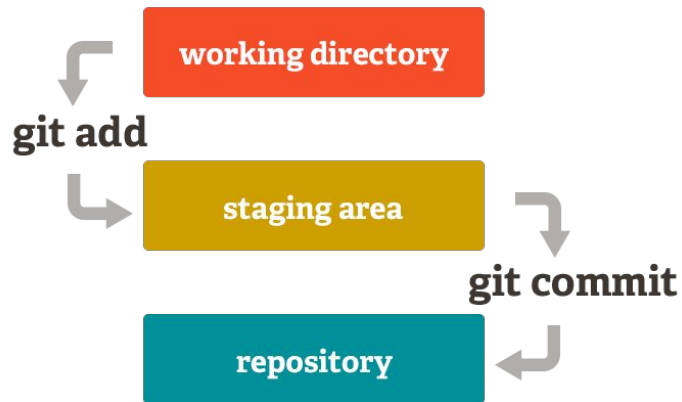 working directory
git add
staging area
git commit
repository